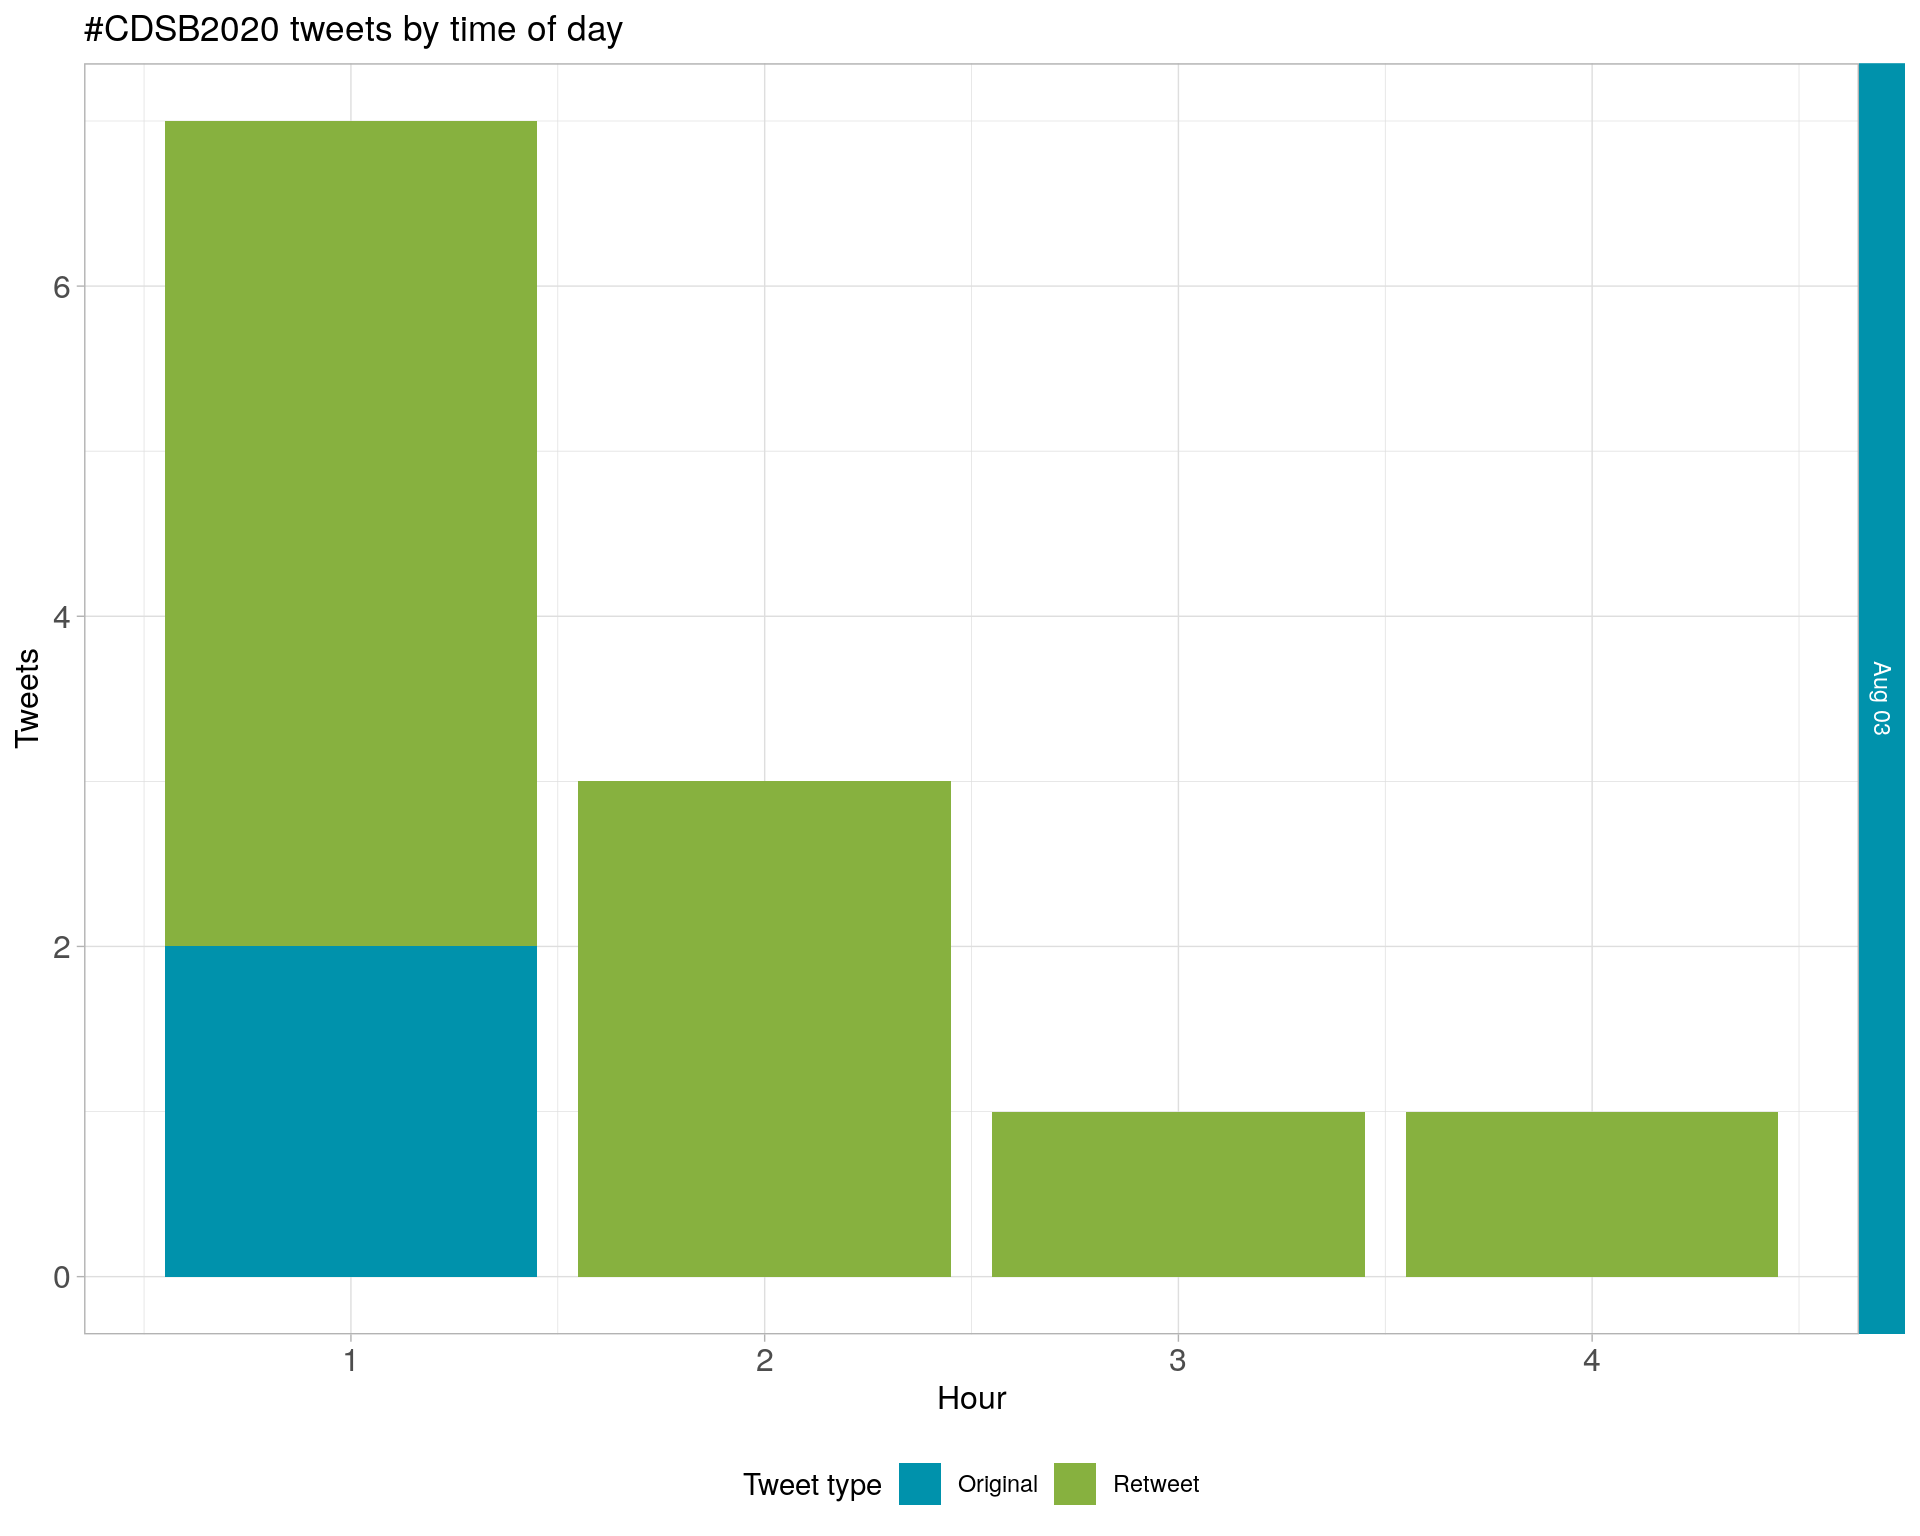 #CDSB2020 tweets by time of day
Tweets
6
4
2
0
Aug 03
1 2 3 4
Hour
Tweet type Original Retweet